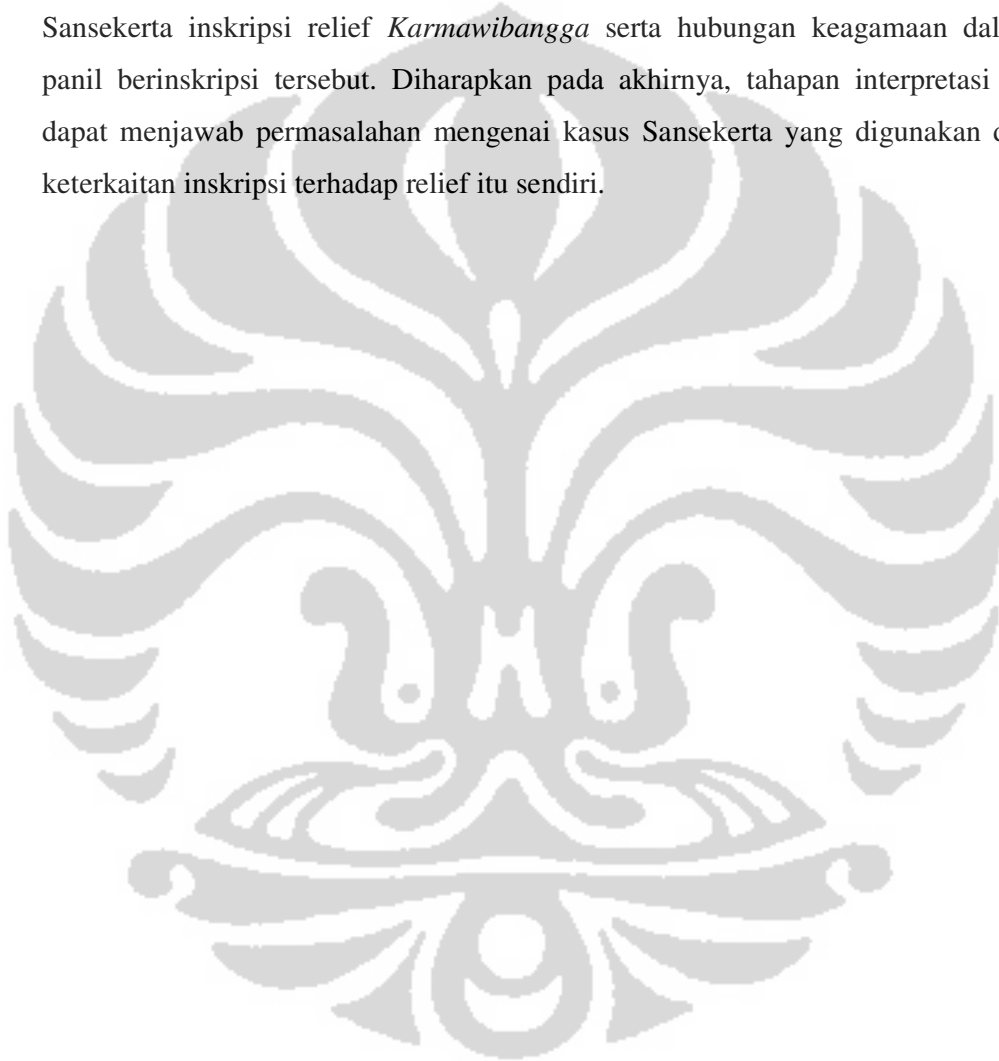 Sansekerta inskripsi relief Karmawibangga serta hubungan keagamaan
panil berinskripsi tersebut. Diharapkan pada akhirnya, tahapan interpretasi
dapat menjawab permasalahan mengenai kasus Sansekerta yang digunakan
keterkaitan inskripsi terhadap relief itu sendiri.